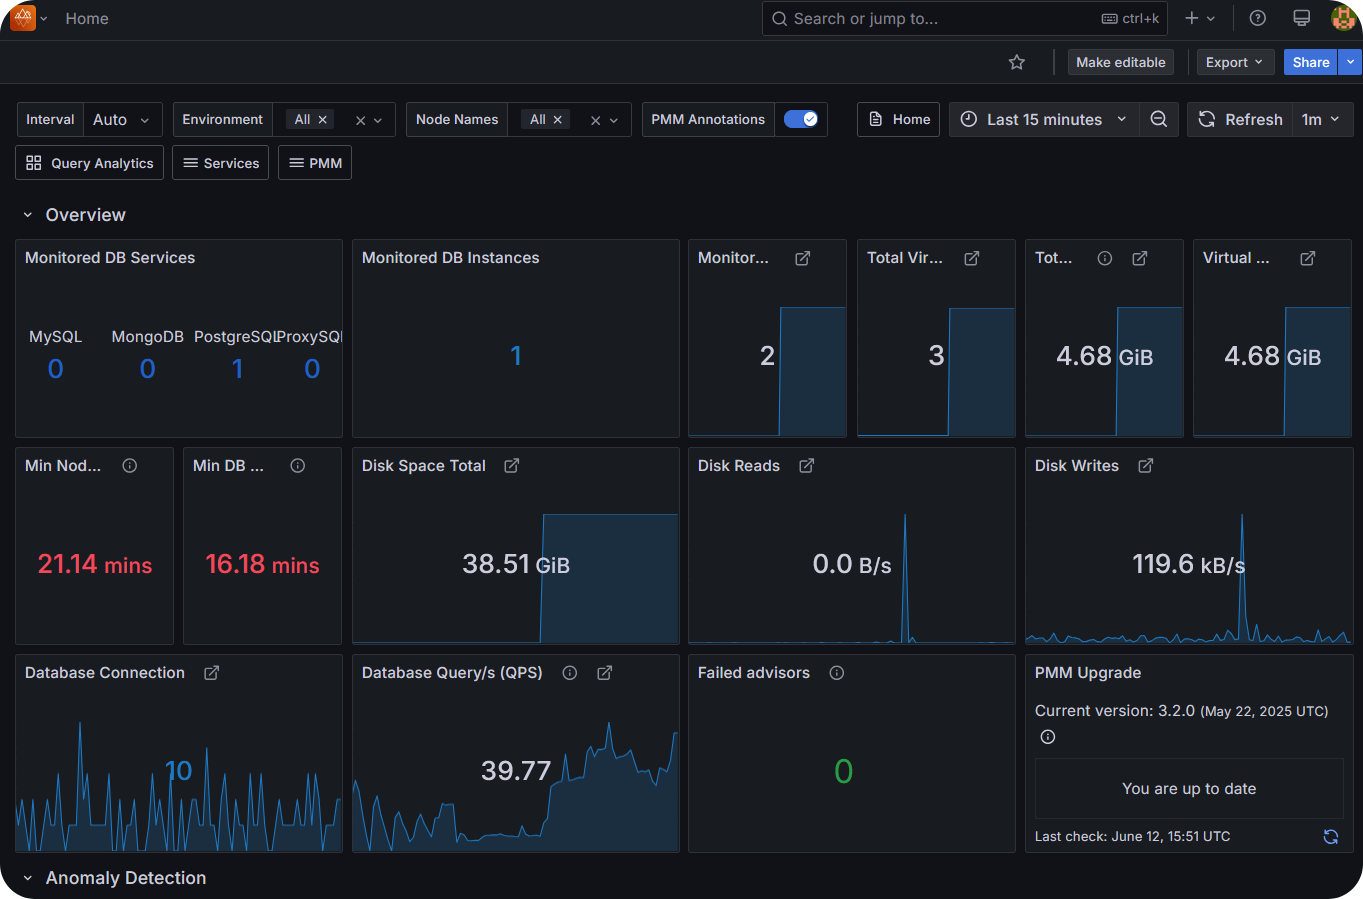 Home
Search or jump to...
ctrl+k
Make editable
Export
Share
Interval
Auto
Environment
All
Node Names
All
PMM Annotations
Home
Last 15 minutes
Refresh
1m
Query Analytics
Services
PMM
Overview
Monitored DB Services
MySQL
0
MongoDB
0
PostgreSQL
1
ProxySQL
0
Monitored DB Instances
1
Monitor...
2
Total Vir...
3
Tot...
4.68 GiB
Virtual ...
4.68 GiB
Min Nod...
21.14 mins
Min DB ...
16.18 mins
Disk Space Total
38.51 GiB
Disk Reads
0.0 B/s
Disk Writes
119.6 kB/s
Database Connection
10
Database Query/s (QPS)
39.77
Failed advisors
0
PMM Upgrade
Current version: 3.2.0 (May 22, 2025 UTC)
You are up to date
Last check: June 12, 15:51 UTC
Anomaly Detection